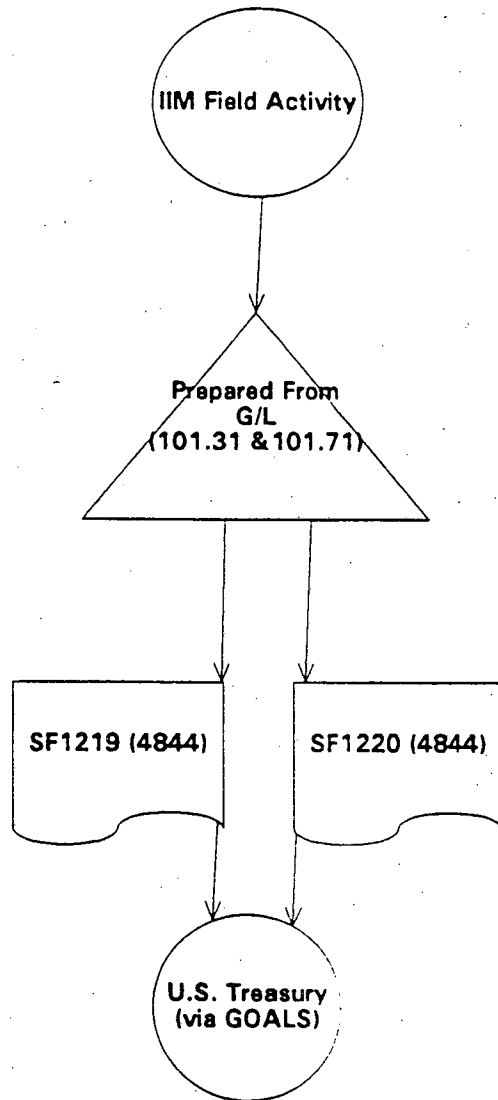 IIM Field Activity
Prepared From
G/L
(101.31 &101.71)
SF1219 (4844)
SF1220 (4844)
U.S. Treasury
(via GOALS)